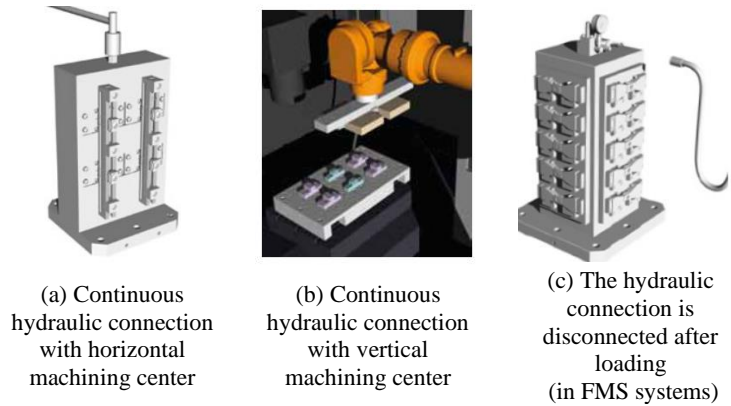 (a) Continuous
hydraulic connection
with horizontal
machining center
(b) Continuous
hydraulic connection
with vertical
machining center
(c) The hydraulic
connection is
disconnected after
loading
(in FMS systems)